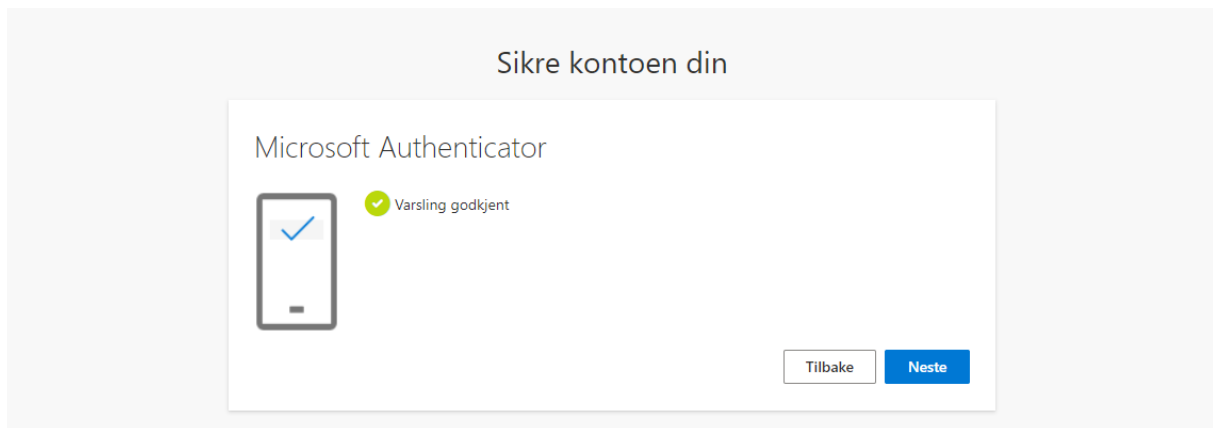 Sikre kontoen din
Microsoft Authenticator
Varsling godkjent
Tilbake Neste